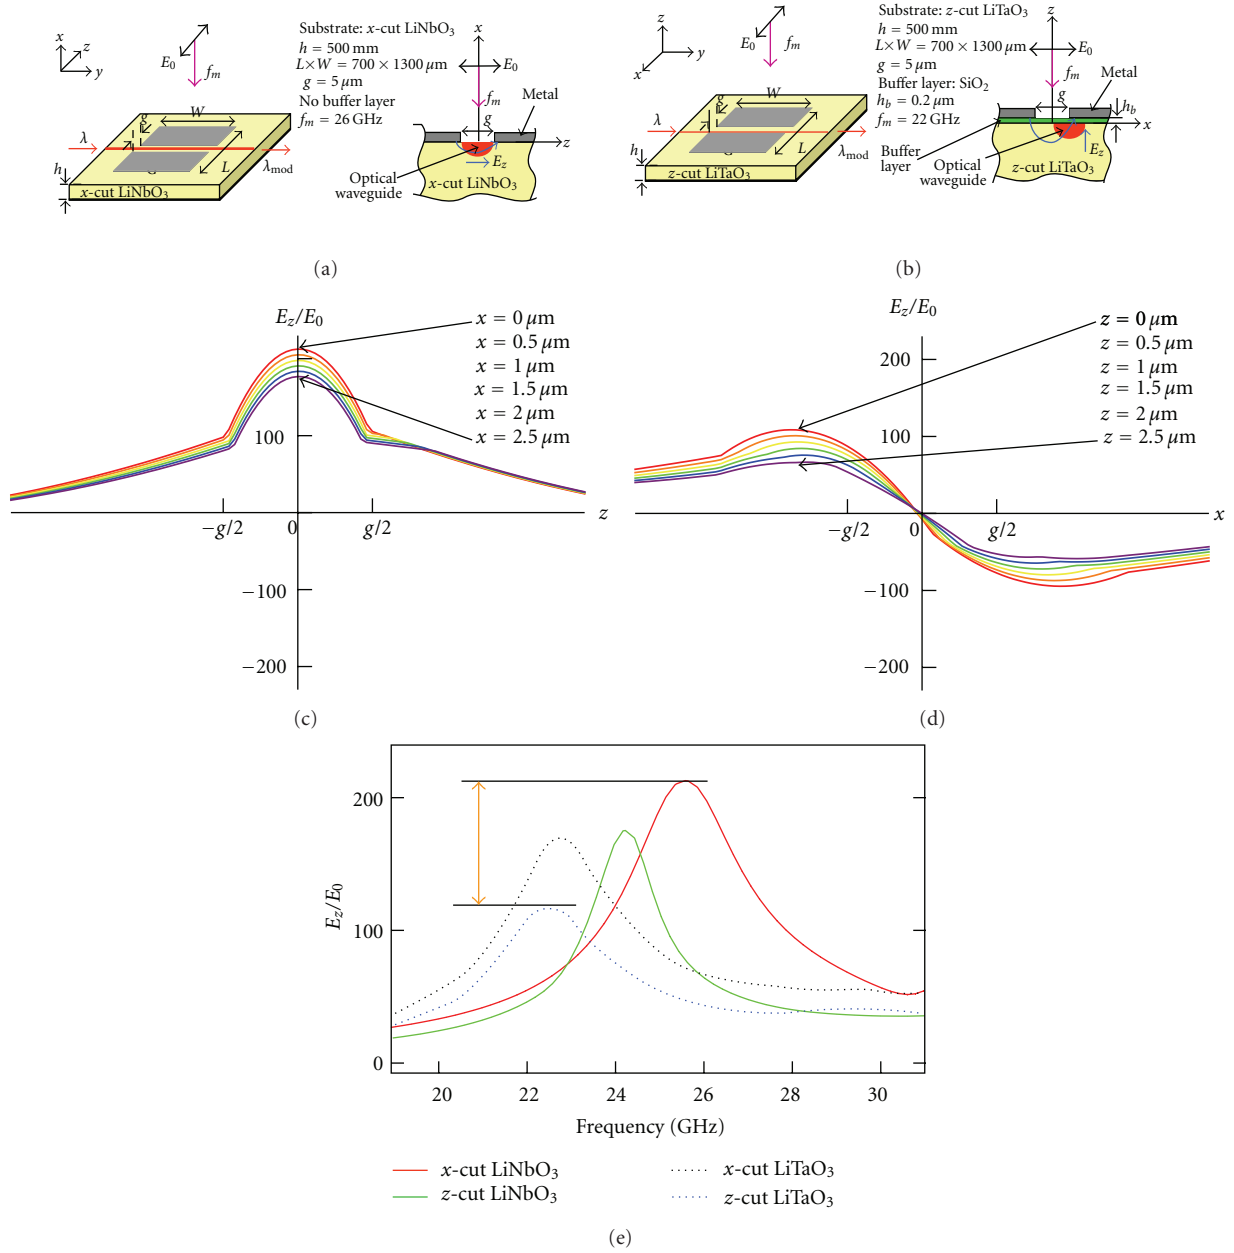 x
z
y
E0
fm
W
g
L
λ
λmod
h
x-cut LiNbO3
Substrate: x-cut LiNbO3
h = 500 mm
L×W = 700 × 1300 μm
g = 5 μm
No buffer layer
fm = 26 GHz
x
E0
fm
Metal
g
z
Ez
Optical
waveguide
x-cut LiNbO3
(a)
z
y
x
E0
fm
W
g
L
λ
λmod
h
z-cut LiTaO3
Substrate: z-cut LiTaO3
h = 500 mm
L×W = 700 × 1300 μm
g = 5 μm
Buffer layer: SiO2
hb = 0.2 μm
fm = 22 GHz
z
E0
fm
Metal
g
hb
x
Ez
Buffer
layer
Optical
waveguide
z-cut LiTaO3
(b)
Ez/E0
x = 0 μm
x = 0.5 μm
x = 1 μm
x = 1.5 μm
x = 2 μm
x = 2.5 μm
100
−g/2
0
g/2
z
−100
−200
(c)
Ez/E0
z = 0 μm
z = 0.5 μm
z = 1 μm
z = 1.5 μm
z = 2 μm
z = 2.5 μm
200
100
−g/2
0
g/2
x
−100
−200
(d)
Ez/E0
200
100
0
20
22
24
26
28
30
Frequency (GHz)
x-cut LiNbO3
z-cut LiNbO3
x-cut LiTaO3
z-cut LiTaO3
(e)